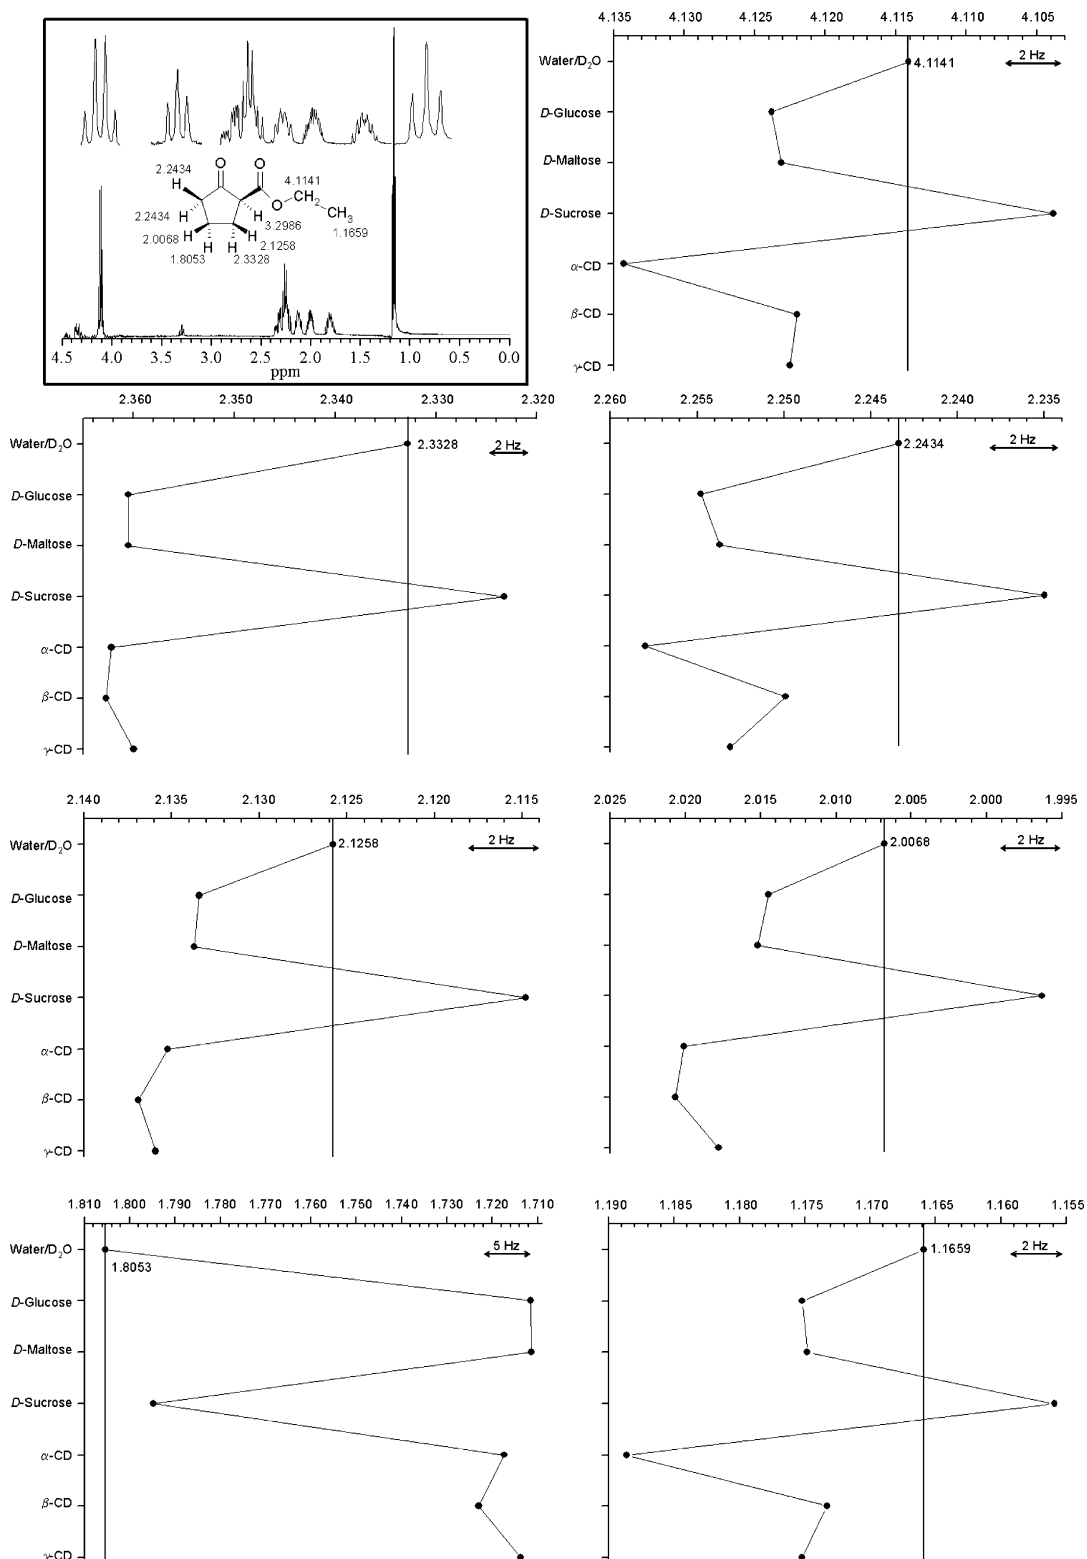 4.135 4.130 4.125 4.120 4.115 4.110 4.105
Water/D2O
4.1141
2 Hz
D-Glucose
D-Maltose
D-Sucrose
α-CD
β-CD
γ-CD
O O
2.2434
H
4.1141
CH2
O
CH3
2.2434
H
H
3.2986
1.1659
2.0068
H
H
2.1258
H H
1.8053
2.3328
4.5 4.0 3.0 2.0 1.0 0.5 0.0
ppm
2.360 2.350 2.340 2.330 2.320
Water/D2O
2.3328
2 Hz
D-Glucose
D-Maltose
D-Sucrose
α-CD
β-CD
γ-CD
2.260 2.255 2.250 2.245 2.240 2.235
2.2434
2 Hz
2.140 2.135 2.130 2.125 2.120 2.115
Water/D2O
2.1258
2 Hz
D-Glucose
D-Maltose
D-Sucrose
α-CD
β-CD
γ-CD
2.025 2.020 2.015 2.010 2.005 2.000 1.995
2.0068
2 Hz
1.810 1.800 1.790 1.780 1.770 1.760 1.740 1.730 1.720 1.710
Water/D2O
1.8053
5 Hz
D-Glucose
D-Maltose
D-Sucrose
α-CD
β-CD
γ-CD
1.190 1.185 1.180 1.175 1.170 1.165 1.160 1.155
1.1659
2 Hz